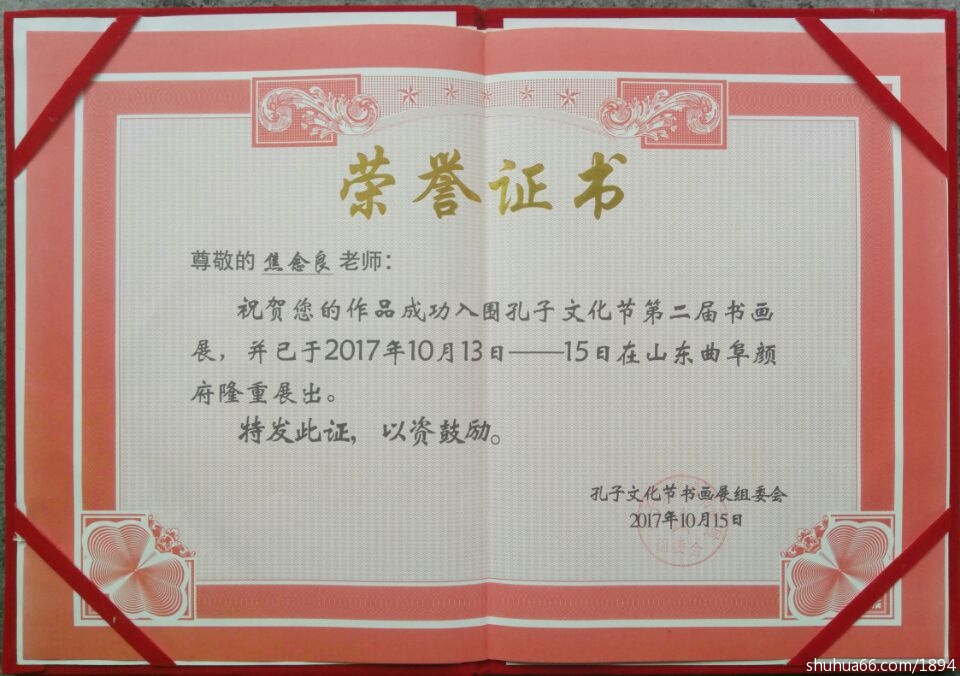 荣誉证书
尊敬的 焦念良 老师:
祝贺您的作品成功入围孔子文化节第二届书画
展，并已于2017年10月13日——15日在山东曲阜颜
府隆重展出。
特发此证，以资鼓励。
孔子文化节书画展组委会
2017年10月15日
shuhua66.com/1894